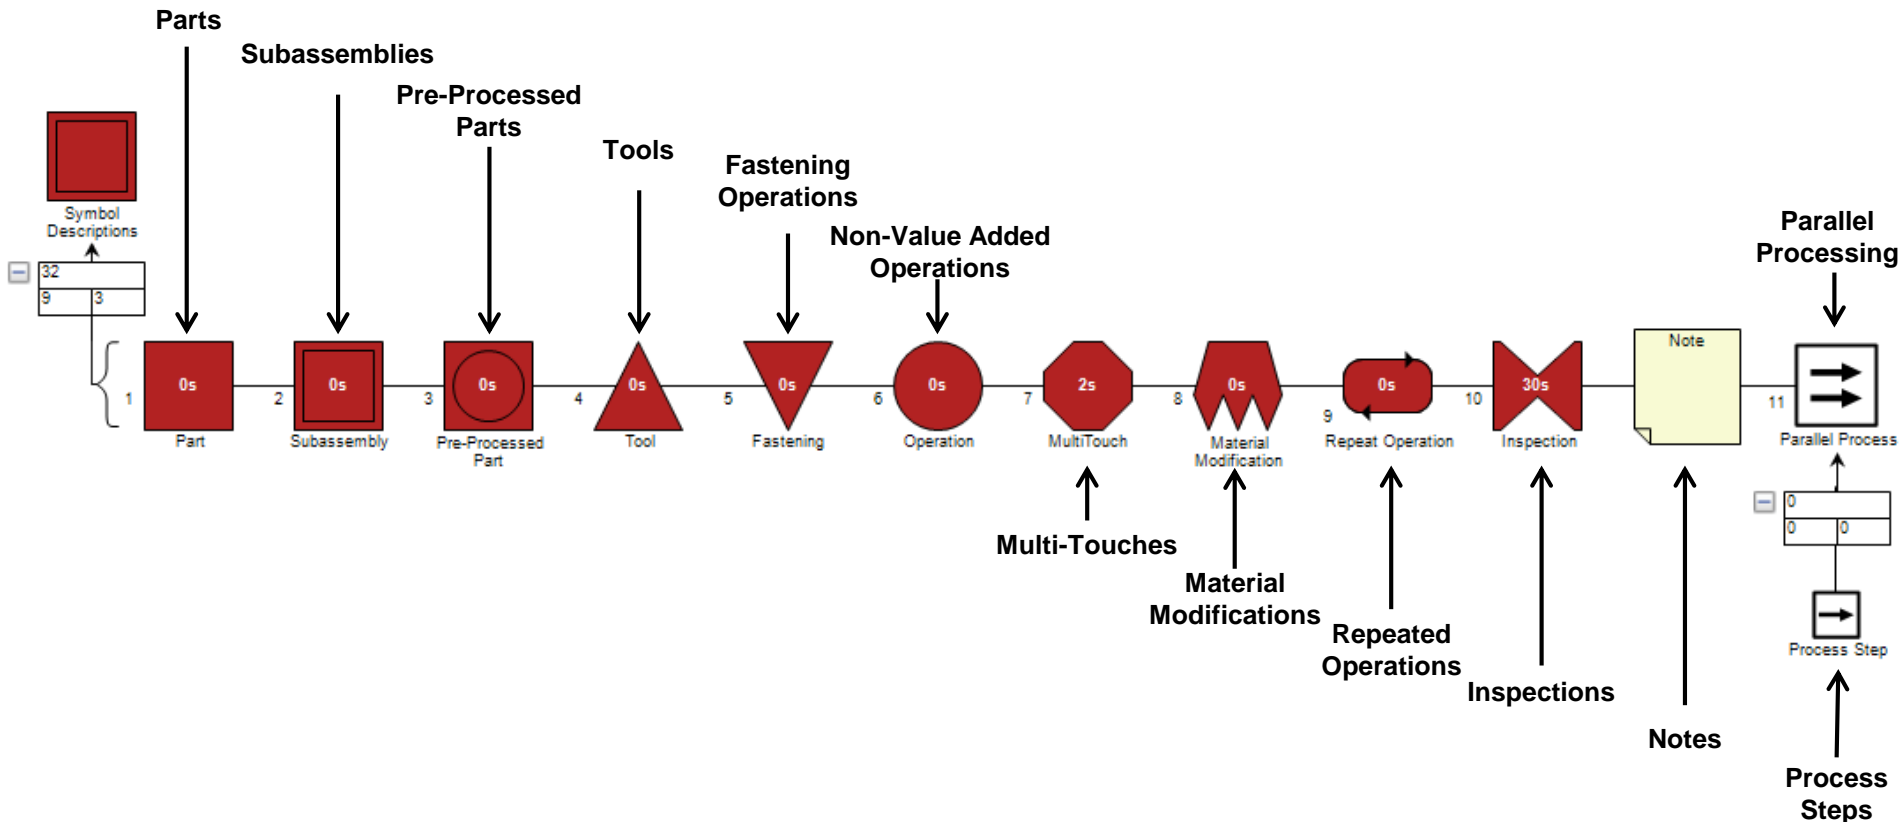 Parts
Subassemblies
Pre-Processed
Parts
Tools
Fastening
Operations
Non-Value Added
Operations
Parallel
Processing
Symbol
Descriptions
32
9 3
1 0s 2 0s 3 0s 4 0s 5 0s 6 0s 7 2s 8 0s 9 0s 10 30s Note 11
Part
Subassembly
Pre-Processed
Part
Tool
Fastening
Operation
MultiTouch
Material
Modification
Repeat Operation
Inspection
Parallel Process
0
0 0
Process Step
Multi-Touches
Material
Modifications
Repeated
Operations
Inspections
Notes
Process
Steps